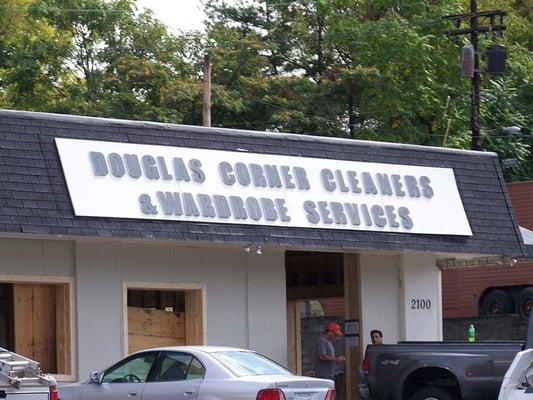 DOUGLAS CORNER CLEANERS
& WARDROBE SERVICES
2100